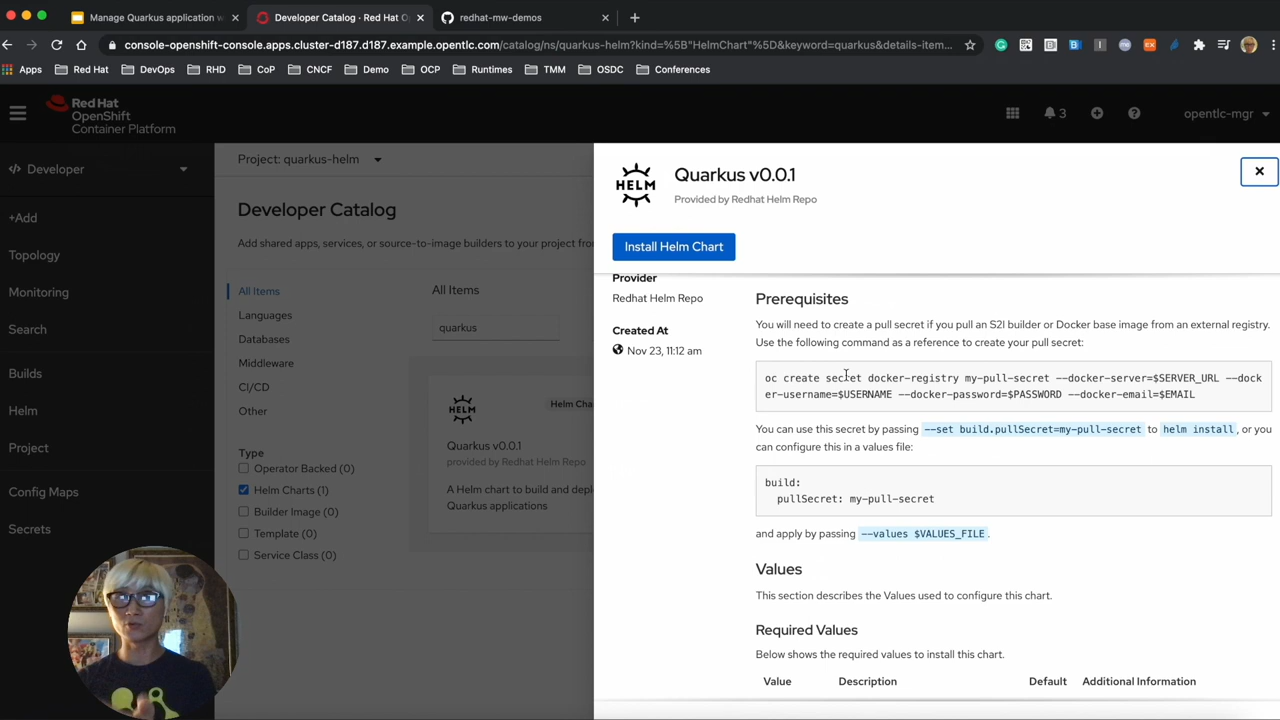 Manage Quarkus application w
Developer Catalog · Red Hat O
redhat-mw-demos
console-openshift-console.apps.cluster-d187.d187.example.opentlc.com/catalog/ns/quarkus-helm?kind=%5B"HelmChart"%5D&keyword=quarkus&details-item...
Apps
Red Hat
DevOps
RHD
CoP
CNCF
Demo
OCP
Runtimes
TMM
OSDC
Conferences
Red Hat
OpenShift
Container Platform
3
opentlc-mgr
Developer
+Add
Topology
Monitoring
Search
Builds
Helm
Project
Config Maps
Secrets
Project: quarkus-helm
Developer Catalog
Add shared apps, services, or source-to-image builders to your project from
All Items
Languages
Databases
Middleware
CI/CD
Other
Type
Operator Backed (0)
Helm Charts (1)
Builder Image (0)
Template (0)
Service Class (0)
All Items
quarkus
HELM
Helm Cha
Quarkus v0.0.1
provided by Redhat Helm Repo
A Helm chart to build and depl
Quarkus applications
HELM
Quarkus v0.0.1
Provided by Redhat Helm Repo
Install Helm Chart
Provider
Redhat Helm Repo
Created At
Nov 23, 11:12 am
Prerequisites
You will need to create a pull secret if you pull an S2I builder or Docker base image from an external registry.
Use the following command as a reference to create your pull secret:
oc create secret docker-registry my-pull-secret --docker-server=$SERVER_URL --dock
er-username=$USERNAME --docker-password=$PASSWORD --docker-email=$EMAIL
You can use this secret by passing --set build.pullSecret=my-pull-secret to helm install, or you
can configure this in a values file:
build:
pullSecret: my-pull-secret
and apply by passing --values $VALUES_FILE.
Values
This section describes the Values used to configure this chart.
Required Values
Below shows the required values to install this chart.
Value
Description
Default
Additional Information